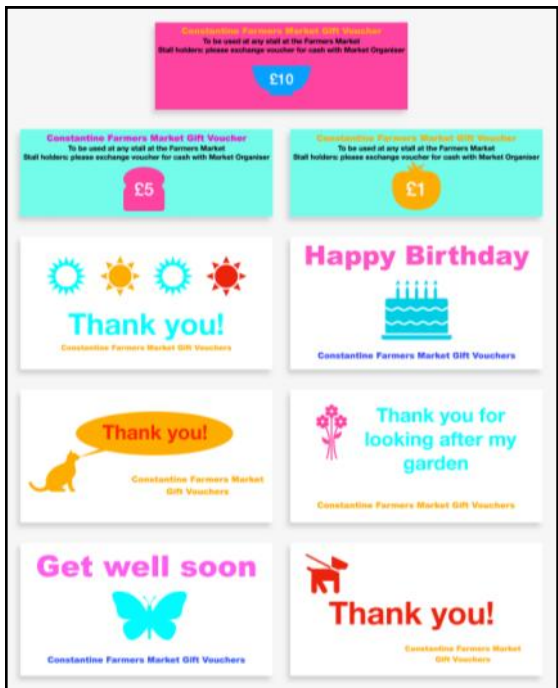 Constantine Farmers Market Gift Voucher
To be used at any stall at the Farmers Market
Stall holders: please exchange voucher for cash with Market Organiser
£10
Constantine Farmers Market Gift Voucher
To be used at any stall at the Farmers Market
Stall holders: please exchange voucher for cash with Market Organiser
£5
Constantine Farmers Market Gift Voucher
To be used at any stall at the Farmers Market
Stall holders: please exchange voucher for cash with Market Organiser
£1
Thank you!
Constantine Farmers Market Gift Vouchers
Happy Birthday
Constantine Farmers Market Gift Vouchers
Thank you!
Constantine Farmers Market
Gift Vouchers
Thank you for
looking after my
garden
Constantine Farmers Market Gift Vouchers
Get well soon
Constantine Farmers Market Gift Vouchers
Thank you!
Constantine Farmers Market
Gift Vouchers